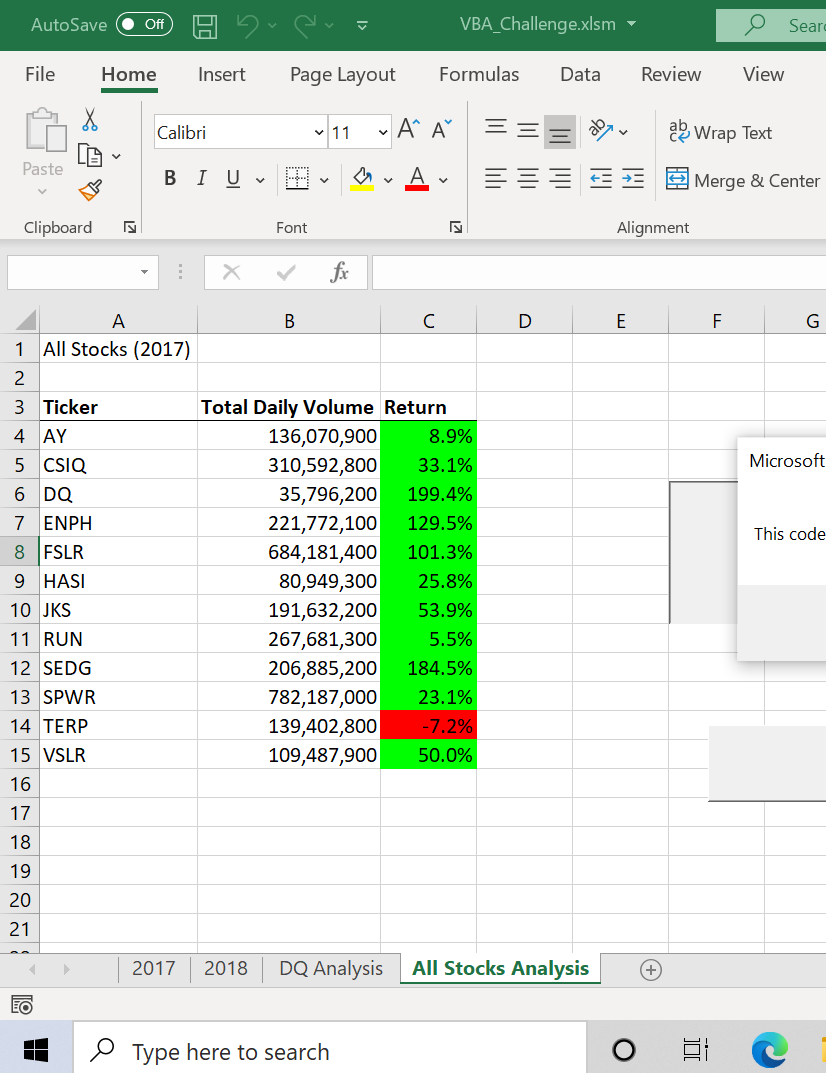 AutoSave Off VBA_Challenge.xlsm Sear
File Home Insert Page Layout Formulas Data Review View
Calibri 11 A A ab Wrap Text
Paste B I U A Merge & Center
Clipboard Font Alignment
fx
A B C D E F G
1 All Stocks (2017)
2
3 Ticker Total Daily Volume Return
4 AY 136,070,900 8.9%
5 CSIQ 310,592,800 33.1%
6 DQ 35,796,200 199.4%
7 ENPH 221,772,100 129.5%
8 FSLR 684,181,400 101.3%
9 HASI 80,949,300 25.8%
10 JKS 191,632,200 53.9%
11 RUN 267,681,300 5.5%
12 SEDG 206,885,200 184.5%
13 SPWR 782,187,000 23.1%
14 TERP 139,402,800 -7.2%
15 VSLR 109,487,900 50.0%
16
17
18
19
20
21
Microsoft
This code
2017 2018 DQ Analysis All Stocks Analysis
Type here to search